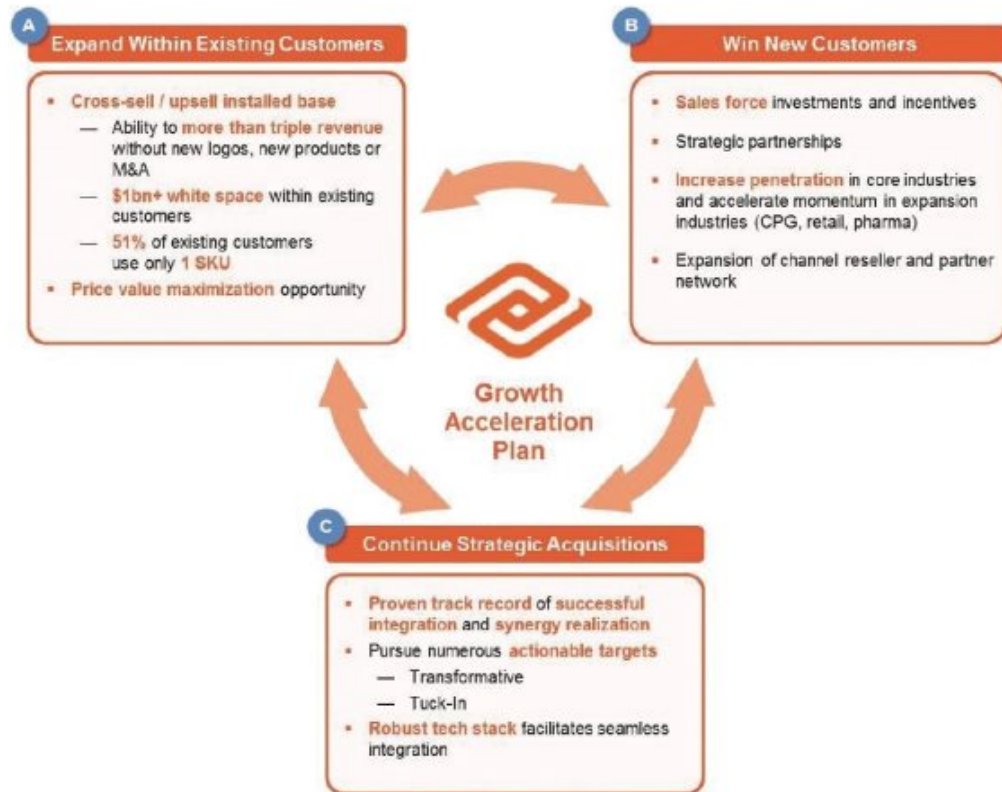 A
Expand Within Existing Customers
▪ Cross-sell / upsell installed base
— Ability to more than triple revenue
without new logos, new products or
M&A
— $1bn+ white space within existing
customers
— 51% of existing customers
use only 1 SKU
▪ Price value maximization opportunity
B
Win New Customers
▪ Sales force investments and incentives
▪ Strategic partnerships
▪ Increase penetration in core industries
and accelerate momentum in expansion
industries (CPG, retail, pharma)
▪ Expansion of channel reseller and partner
network
Growth
Acceleration
Plan
C
Continue Strategic Acquisitions
▪ Proven track record of successful
integration and synergy realization
▪ Pursue numerous actionable targets
— Transformative
— Tuck-In
▪ Robust tech stack facilitates seamless
integration